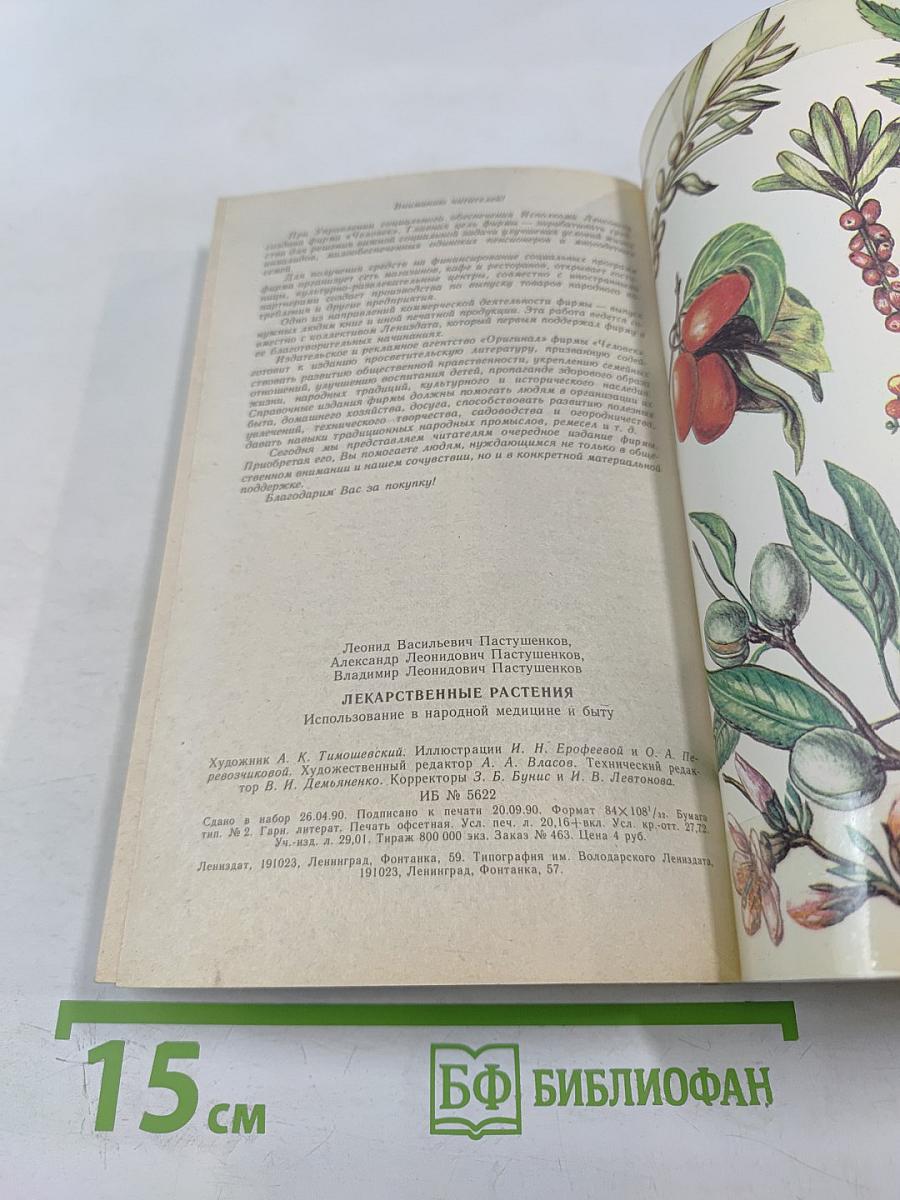 Вниманию читателей!
При Управлении социального обеспечения Исполкома Ленсовета
создана фирма «Человек». Главная цель фирмы — зарабатывать сред-
ства для решения важной социальной задачи улучшения условий жизни
инвалидов, малообеспеченных одиноких пенсионеров и многодетных
семей.
Для получения средств на финансирование социальных программ
фирма организует сеть магазинов, кафе и ресторанов, открывает гости-
ницы, культурно-развлекательные центры, совместно с иностранными
партнерами создает производства по выпуску товаров народного по-
требления и другие предприятия.
Одно из направлений коммерческой деятельности фирмы — выпуск
нужных людям книг и иной печатной продукции. Эта работа ведется со-
вместно с коллективом Лениздата, который первым поддержал фирму в
ее благотворительных начинаниях.
Издательское и рекламное агентство «Оригинал» фирмы «Человек»
готовит к изданию просветительскую литературу, призванную содей-
ствовать развитию общественной нравственности, укреплению семейных
отношений, улучшению воспитания детей, пропаганде здорового образа
жизни, народных традиций, культурного и исторического наследия.
Справочные издания фирмы должны помогать людям в организации их
быта, домашнего хозяйства, досуга, способствовать развитию полезных
увлечений, технического творчества, садоводства и огородничества,
давать навыки традиционных народных промыслов, ремесел и т. д.
Сегодня мы представляем читателям очередное издание фирмы.
Приобретая его, Вы помогаете людям, нуждающимся не только в обще-
ственном внимании и нашем сочувствии, но и в конкретной материальной
поддержке.
Благодарим Вас за покупку!
Леонид Васильевич Пастушенков,
Александр Леонидович Пастушенков,
Владимир Леонидович Пастушенков
ЛЕКАРСТВЕННЫЕ РАСТЕНИЯ
Использование в народной медицине и быту
Художник А. К. Тимошевский. Иллюстрации И. Н. Ерофеевой и О. А. Пе-
ревозчиковой. Художественный редактор А. А. Власов. Технический редак-
тор В. И. Демьяненко. Корректоры З. Б. Бунис и И. В. Левтонова.
ИБ № 5622
Сдано в набор 26.04.90. Подписано к печати 20.09.90. Формат 84×108¹/₃₂. Бумага
тип. № 2. Гарн. литерат. Печать офсетная. Усл. печ. л. 20,16+вкл. Усл. кр.-отт. 27,72.
Уч.-изд. л. 29,01. Тираж 800 000 экз. Заказ № 463. Цена 4 руб.
Лениздат, 191023, Ленинград, Фонтанка, 59. Типография им. Володарского Лениздата,
191023, Ленинград, Фонтанка, 57.
15 см
БФ БИБЛИОФАН